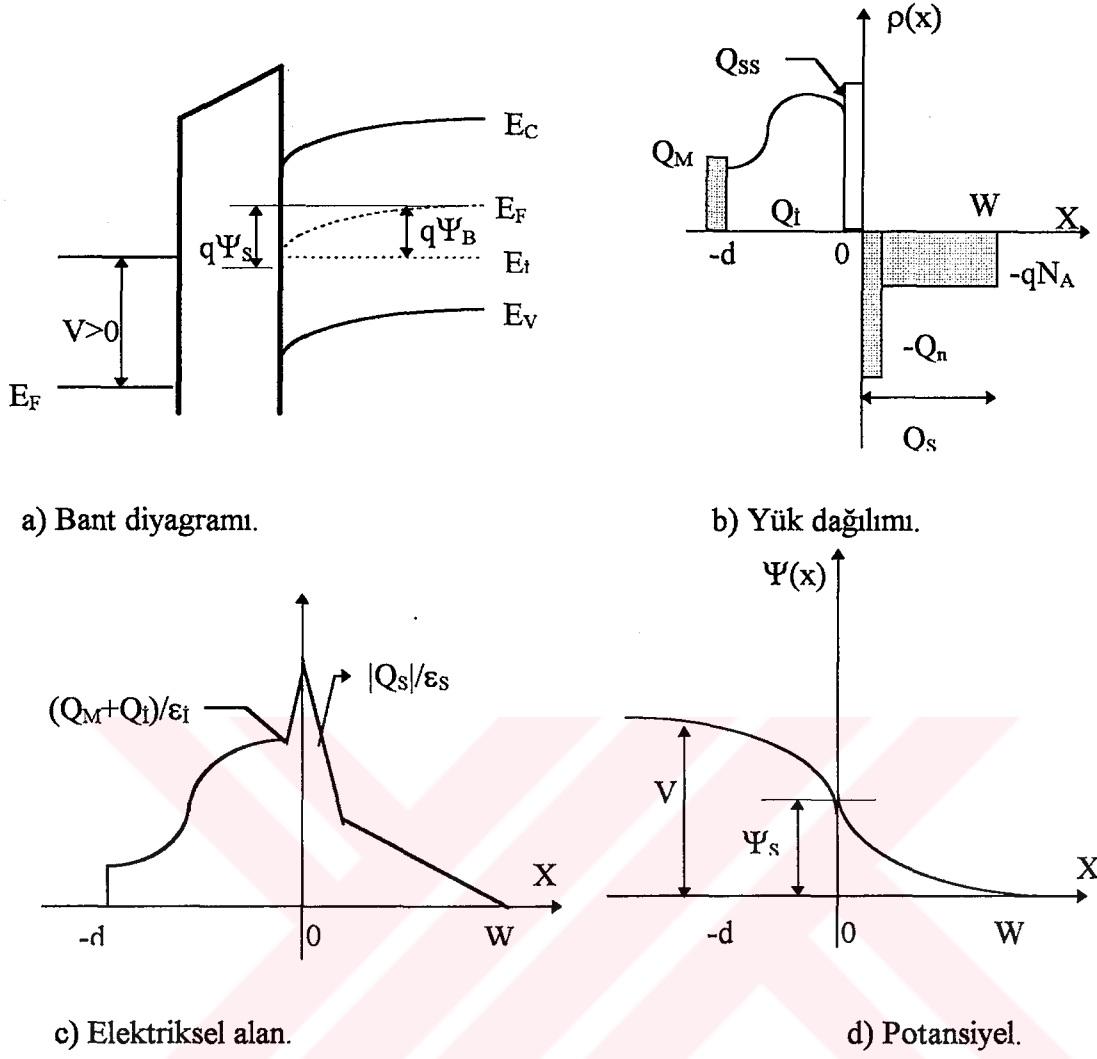 ρ(x)
Q_SS
E_C
Q_M
E_F
W
qΨ_S
qΨ_B
Q_İ
X
-d
0
E_İ
-qN_A
V>0
E_V
-Q_n
E_F
Q_S
a) Bant diyagramı.
b) Yük dağılımı.
Ψ(x)
|Q_S|/ε_S
(Q_M+Q_İ)/ε_İ
V
Ψ_S
X
X
-d
0
W
-d
0
W
c) Elektriksel alan.
d) Potansiyel.